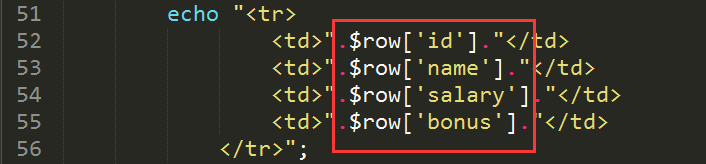 51 echo "<tr>
52 <td>".$row['id']."</td>
53 <td>".$row['name']."</td>
54 <td>".$row['salary']."</td>
55 <td>".$row['bonus']."</td>
56 </tr>";